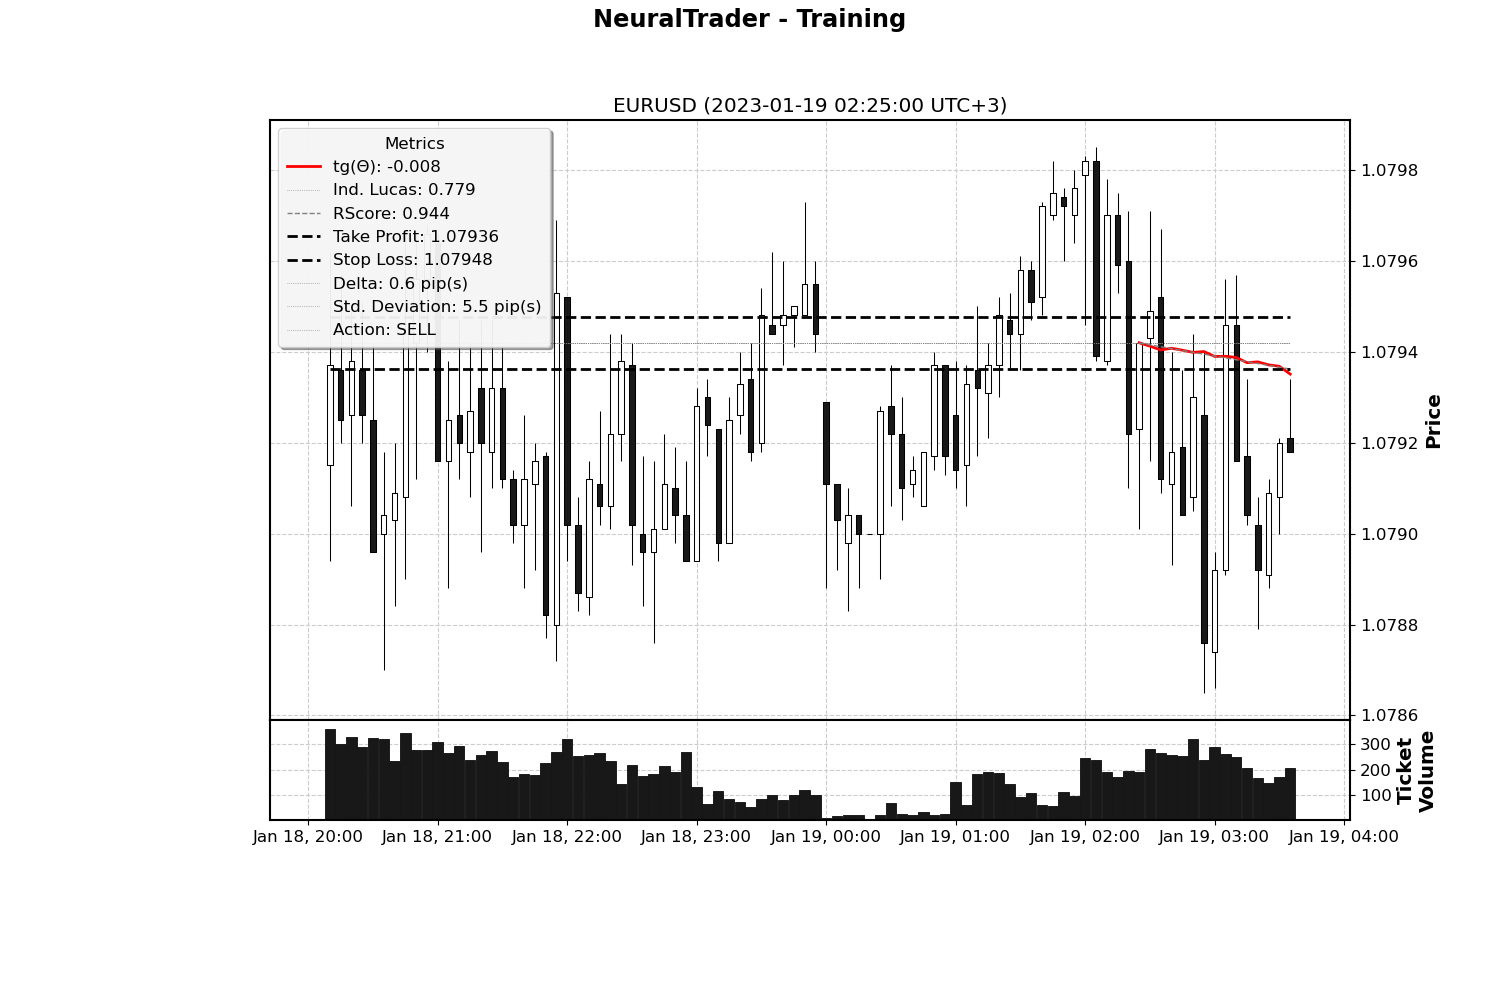 NeuralTrader - Training
EURUSD (2023-01-19 02:25:00 UTC+3)
Metrics
tg(Θ): -0.008
Ind. Lucas: 0.779
RScore: 0.944
Take Profit: 1.07936
Stop Loss: 1.07948
Delta: 0.6 pip(s)
Std. Deviation: 5.5 pip(s)
Action: SELL
1.0798
1.0796
1.0794
1.0792
1.0790
1.0788
1.0786
Price
300
200
100
Ticket
Volume
Jan 18, 20:00
Jan 18, 21:00
Jan 18, 22:00
Jan 18, 23:00
Jan 19, 00:00
Jan 19, 01:00
Jan 19, 02:00
Jan 19, 03:00
Jan 19, 04:00